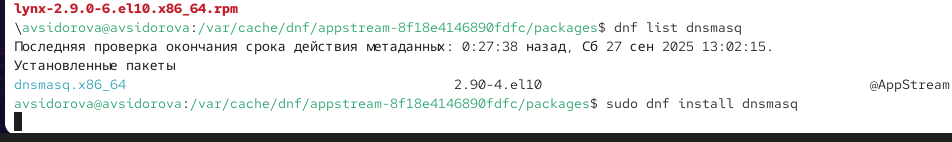 lynx-2.9.0-6.el10.x86_64.rpm
\avsidorova@avsidorova:/var/cache/dnf/appstream-8f18e4146890fdfc/packages$ dnf list dnsmasq
Последняя проверка окончания срока действия метаданных: 0:27:38 назад, Сб 27 сен 2025 13:02:15.
Установленные пакеты
dnsmasq.x86_64 2.90-4.el10 @AppStream
avsidorova@avsidorova:/var/cache/dnf/appstream-8f18e4146890fdfc/packages$ sudo dnf install dnsmasq